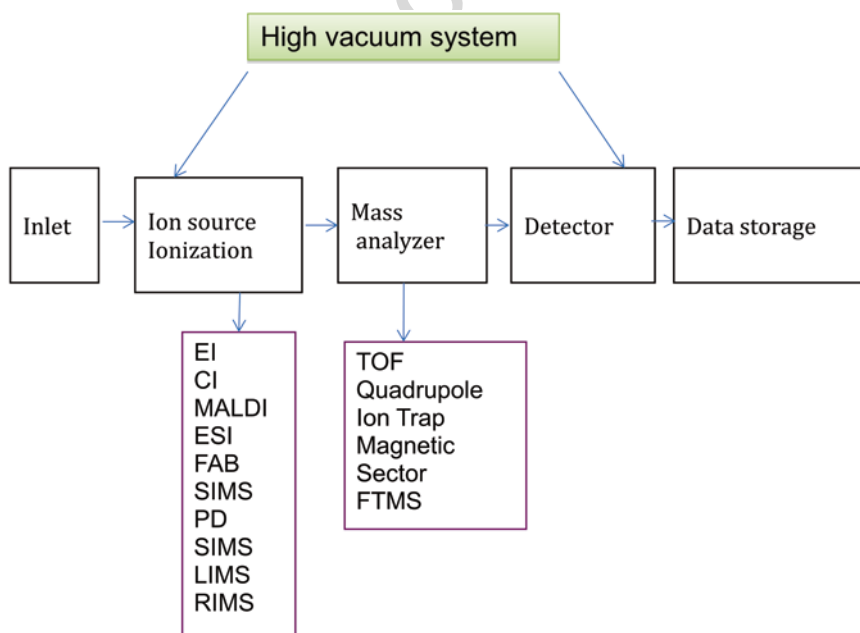 High vacuum system
Inlet
Ion source
Ionization
Mass
analyzer
Detector
Data storage
EI
CI
MALDI
ESI
FAB
SIMS
PD
SIMS
LIMS
RIMS
TOF
Quadrupole
Ion Trap
Magnetic
Sector
FTMS